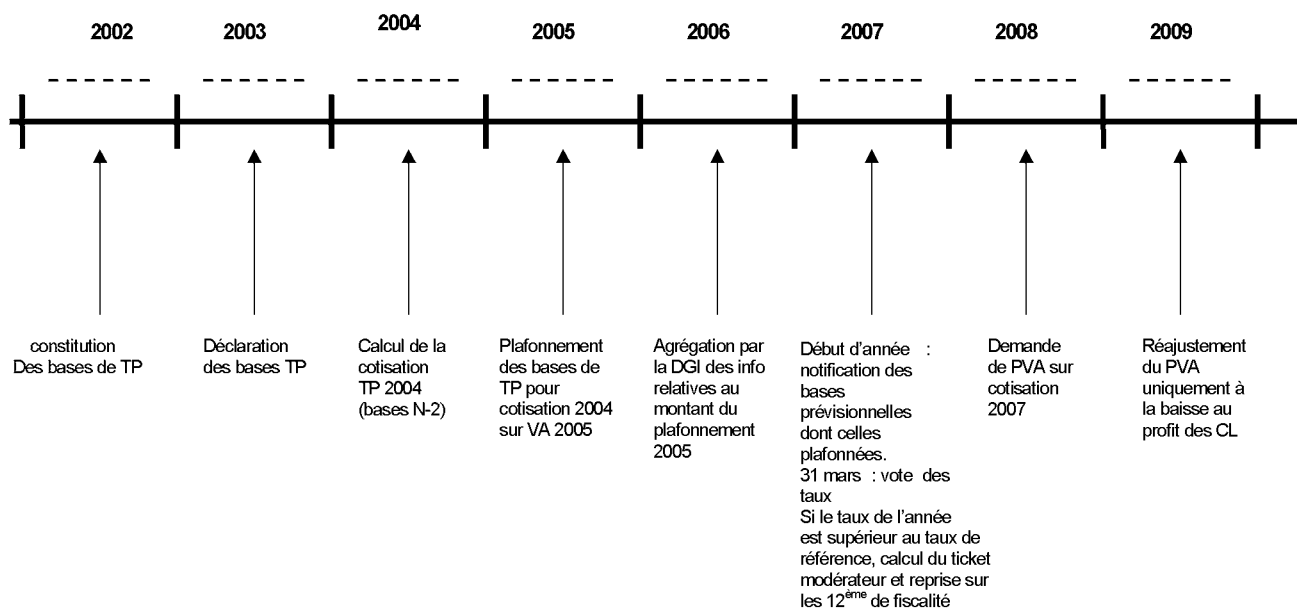 2002
2003
2004
2005
2006
2007
2008
2009
constitution
Des bases de TP
Déclaration
des bases TP
Calcul de la
cotisation
TP 2004
(bases N-2)
Plafonnement
des bases de
TP pour
cotisation 2004
sur VA 2005
Agrégation par
la DGI des info
relatives au
montant du
plafonnement
2005
Début d'année :
notification des
bases
prévisionnelles
dont celles
plafonnées.
31 mars : vote des
taux
Si le taux de l'année
est supérieur au taux de
référence, calcul du ticket
modérateur et reprise sur
les 12ème de fiscalité
Demande
de PVA sur
cotisation
2007
Réajustement
du PVA
uniquement à
la baisse au
profit des CL